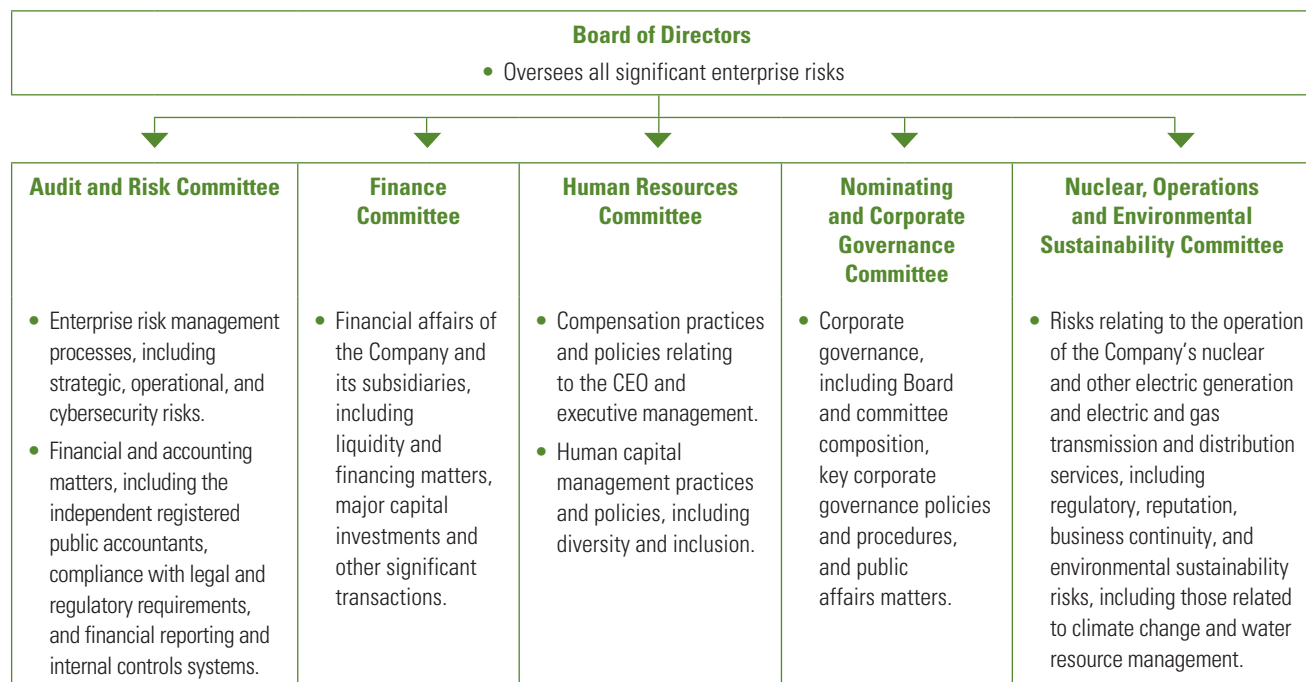 Board of Directors
• Oversees all significant enterprise risks
Audit and Risk Committee
• Enterprise risk management
processes, including
strategic, operational, and
cybersecurity risks.
• Financial and accounting
matters, including the
independent registered
public accountants,
compliance with legal and
regulatory requirements,
and financial reporting and
internal controls systems.
Finance
Committee
• Financial affairs of
the Company and
its subsidiaries,
including
liquidity and
financing matters,
major capital
investments and
other significant
transactions.
Human Resources
Committee
• Compensation practices
and policies relating
to the CEO and
executive management.
• Human capital
management practices
and policies, including
diversity and inclusion.
Nominating
and Corporate
Governance
Committee
• Corporate
governance,
including Board
and committee
composition,
key corporate
governance policies
and procedures,
and public
affairs matters.
Nuclear, Operations
and Environmental
Sustainability Committee
• Risks relating to the operation
of the Company’s nuclear
and other electric generation
and electric and gas
transmission and distribution
services, including
regulatory, reputation,
business continuity, and
environmental sustainability
risks, including those related
to climate change and water
resource management.